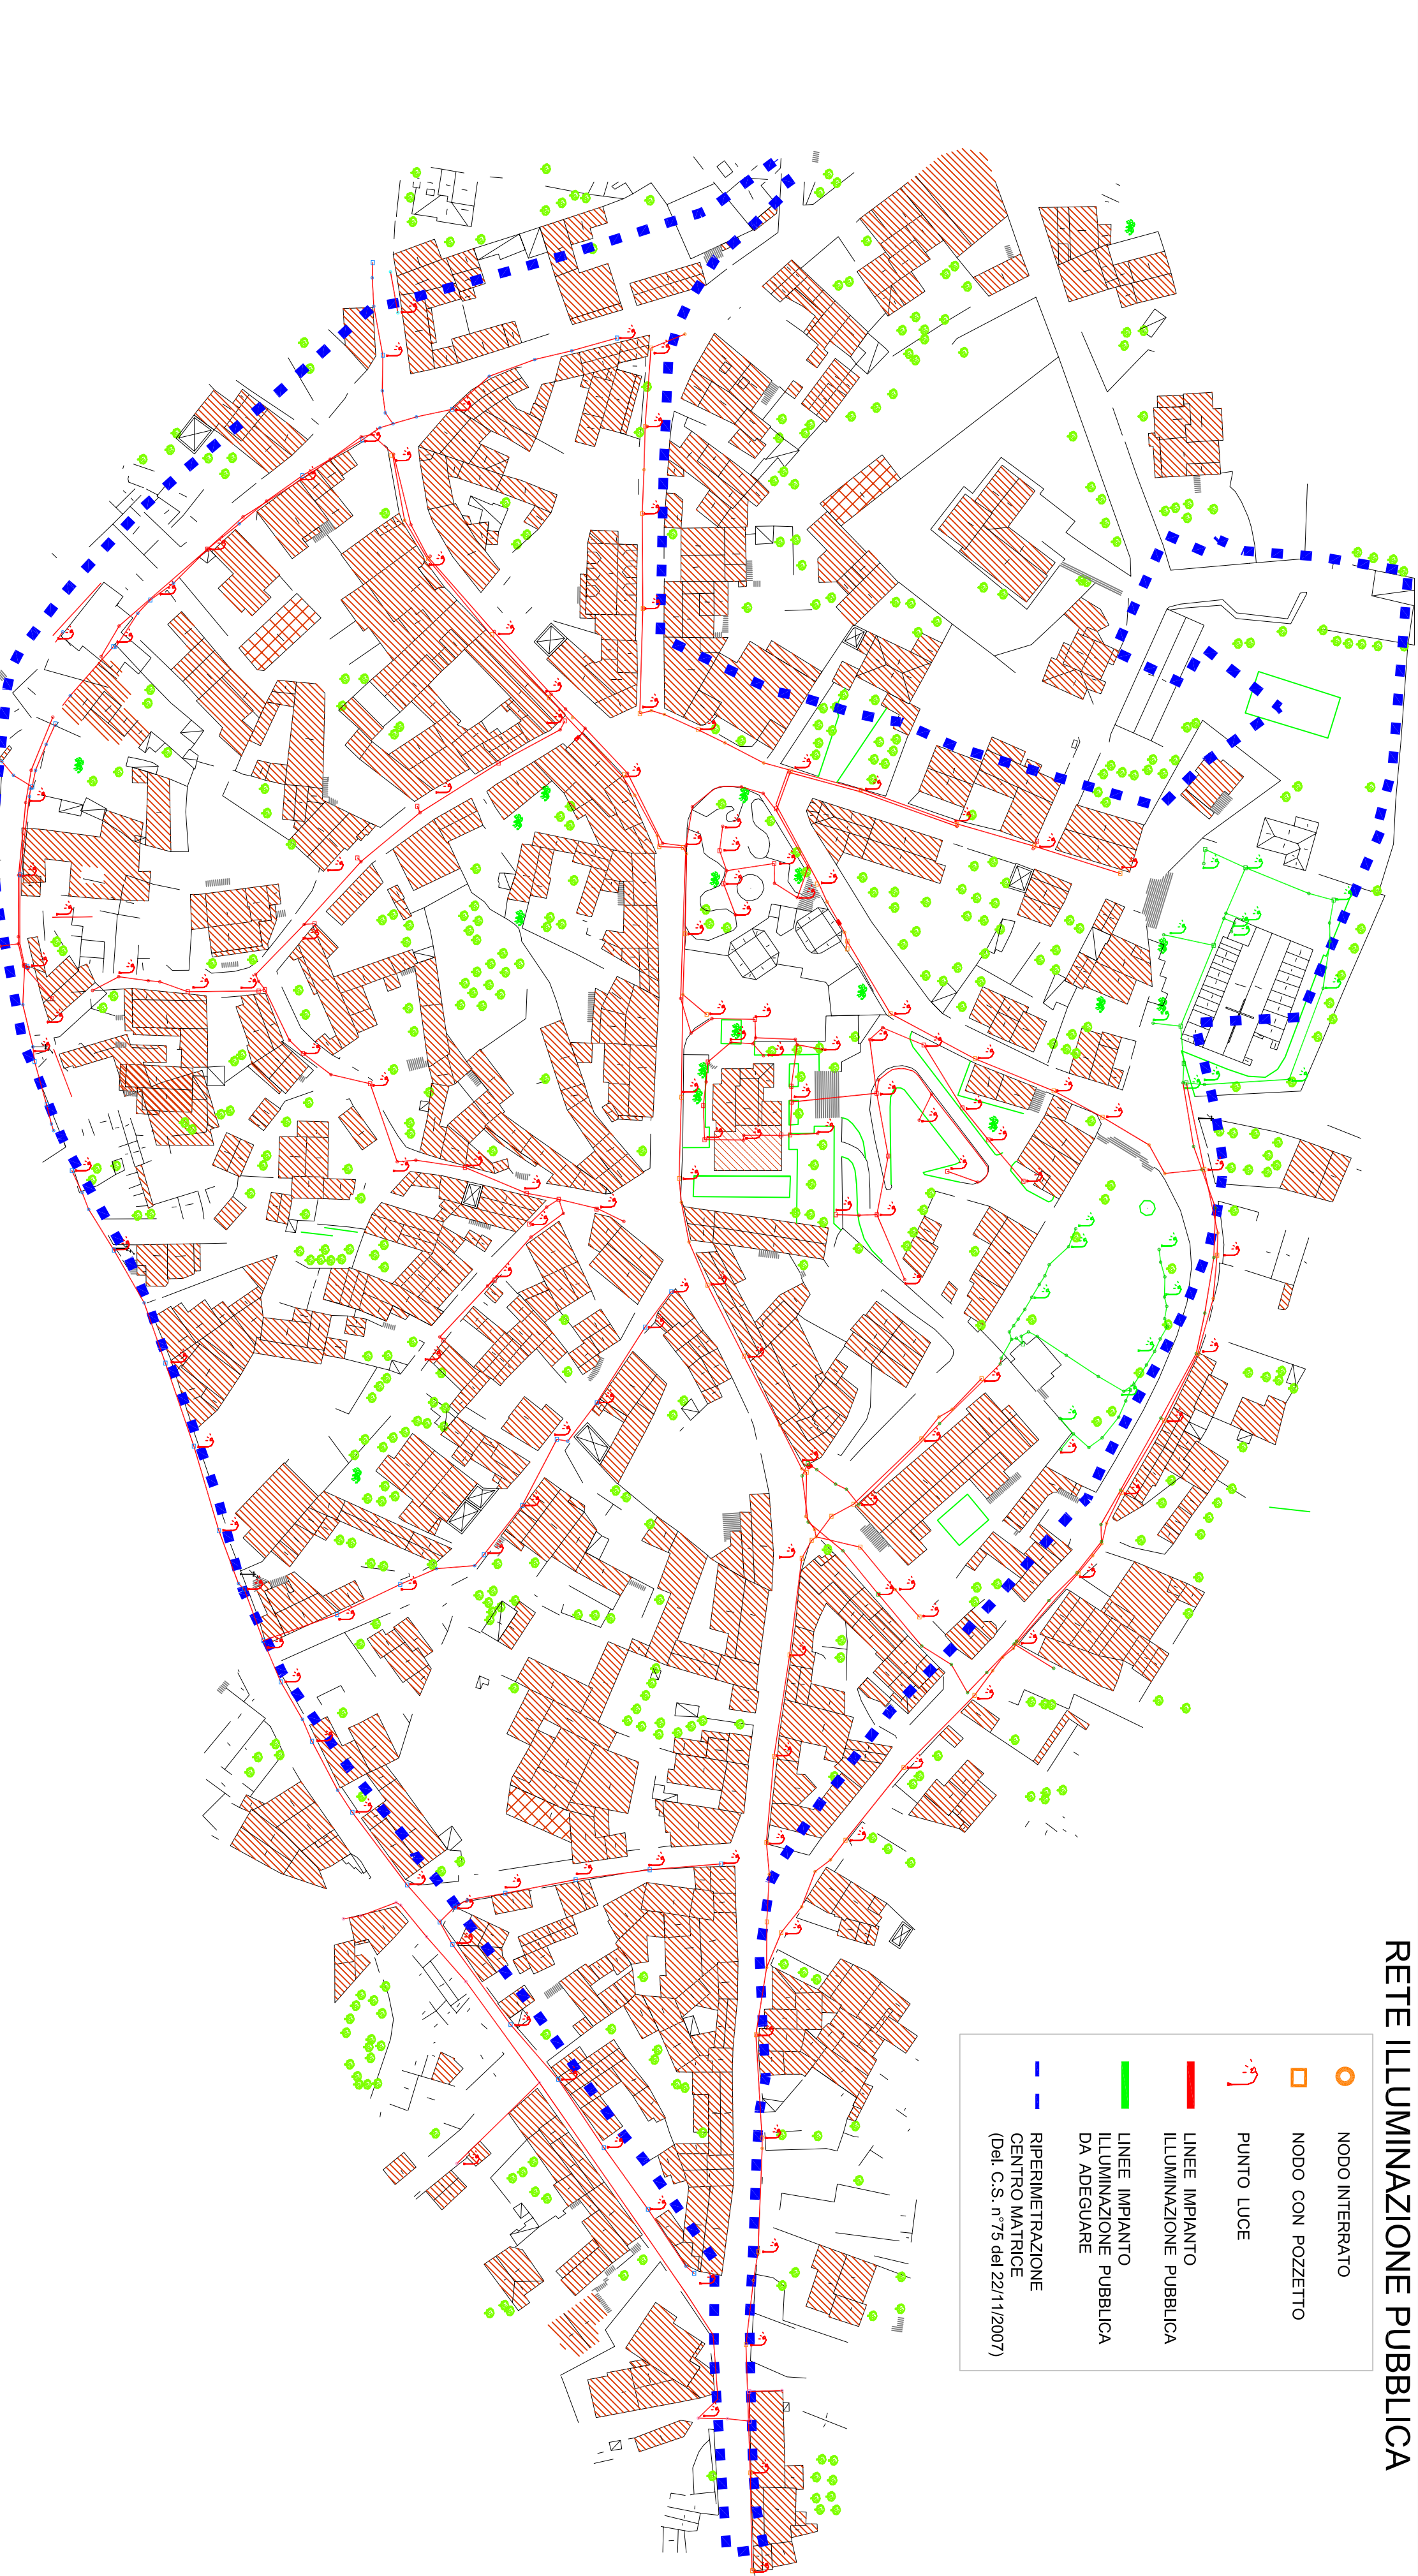 RETE ILLUMINAZIONE PUBBLICA
NODO INTERRATO
NODO CON POZZETTO
PUNTO LUCE
LINEE IMPIANTO
ILLUMINAZIONE PUBBLICA
LINEE IMPIANTO
ILLUMINAZIONE PUBBLICA
DA ADEGUARE
RIPERIMETRAZIONE
CENTRO MATRICE
(Del. C.S. n°75 del 22/11/2007)